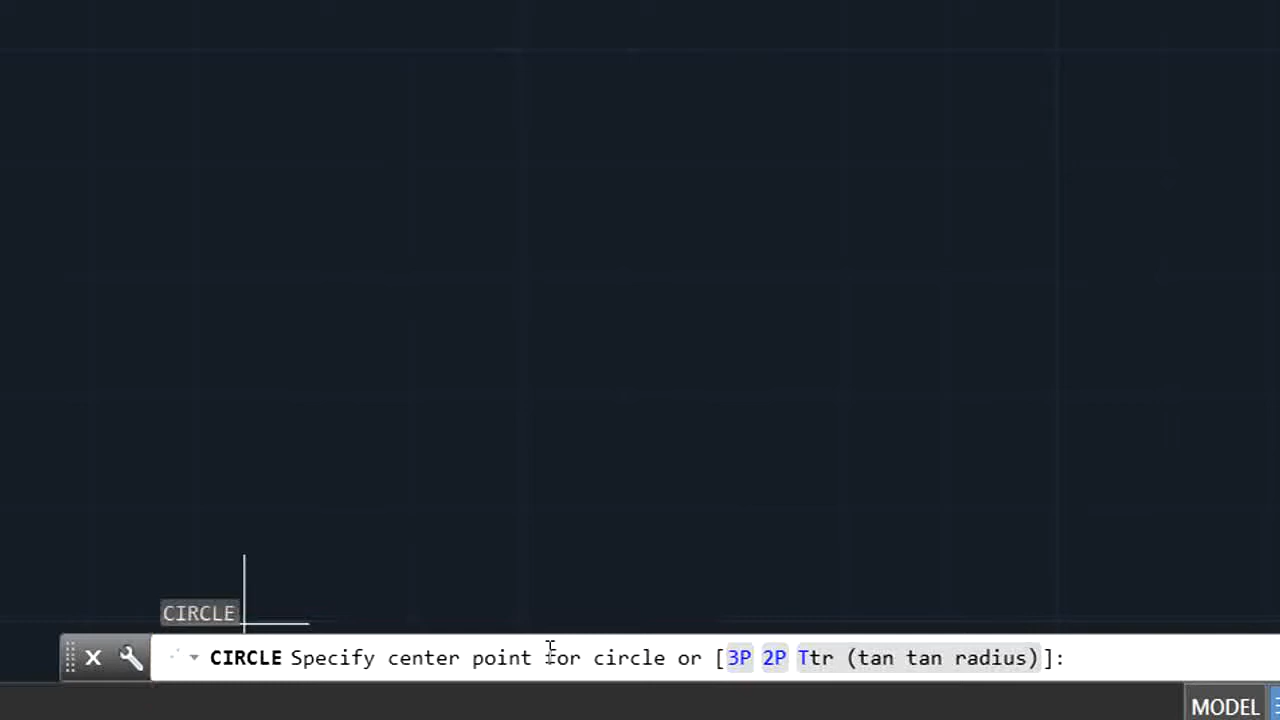 CIRCLE
CIRCLE Specify center point for circle or [3P 2P Ttr (tan tan radius)]:
MODEL